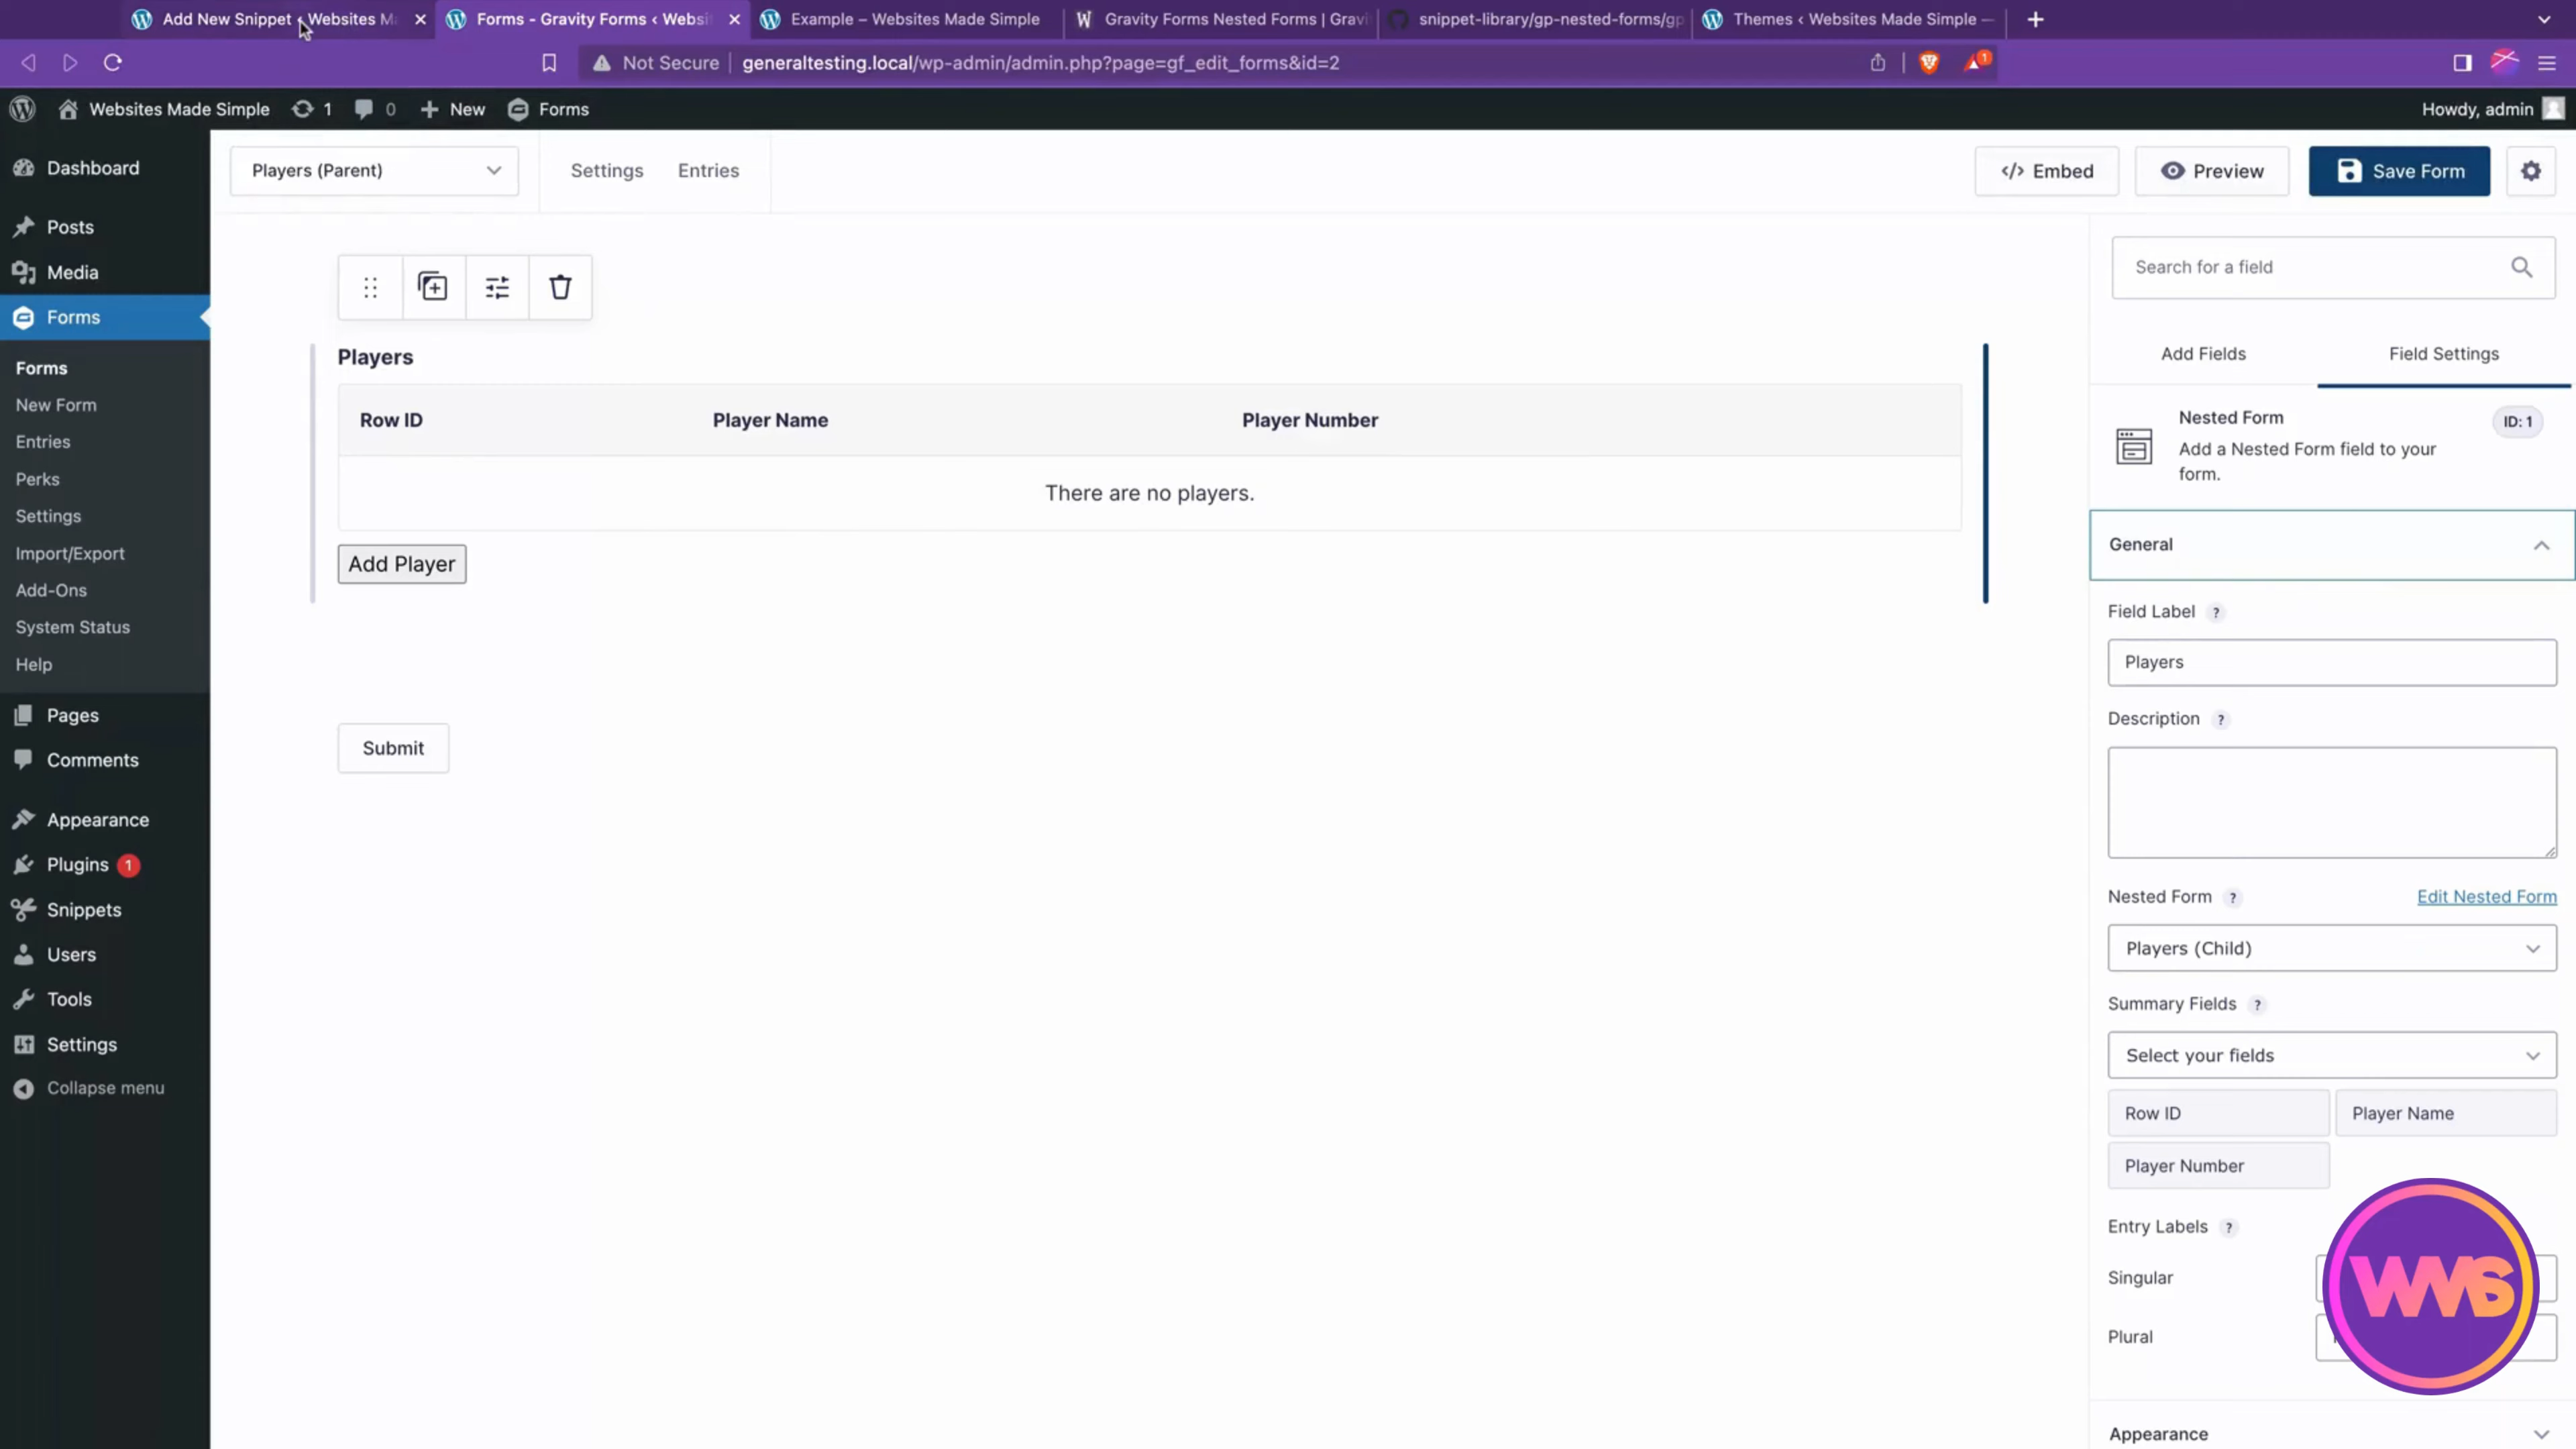 Add New Snippet ‹ Websites Ma
Forms - Gravity Forms ‹ Websi
Example – Websites Made Simple
Gravity Forms Nested Forms | Gravi
snippet-library/gp-nested-forms/gp
Themes ‹ Websites Made Simple —
Not Secure
generaltesting.local/wp-admin/admin.php?page=gf_edit_forms&id=2
1
Websites Made Simple
1
0
New
Forms
Howdy, admin
Dashboard
Posts
Media
Forms
Forms
New Form
Entries
Perks
Settings
Import/Export
Add-Ons
System Status
Help
Pages
Comments
Appearance
Plugins 1
Snippets
Users
Tools
Settings
Collapse menu
Players (Parent)
Settings
Entries
</> Embed
Preview
Save Form
Players
Row ID
Player Name
Player Number
There are no players.
Add Player
Submit
Search for a field
Add Fields
Field Settings
Nested Form
ID: 1
Add a Nested Form field to your
form.
General
Field Label ?
Players
Description ?
Nested Form ?
Edit Nested Form
Players (Child)
Summary Fields ?
Select your fields
Row ID
Player Name
Player Number
Entry Labels ?
Singular
Plural
WMS
Appearance